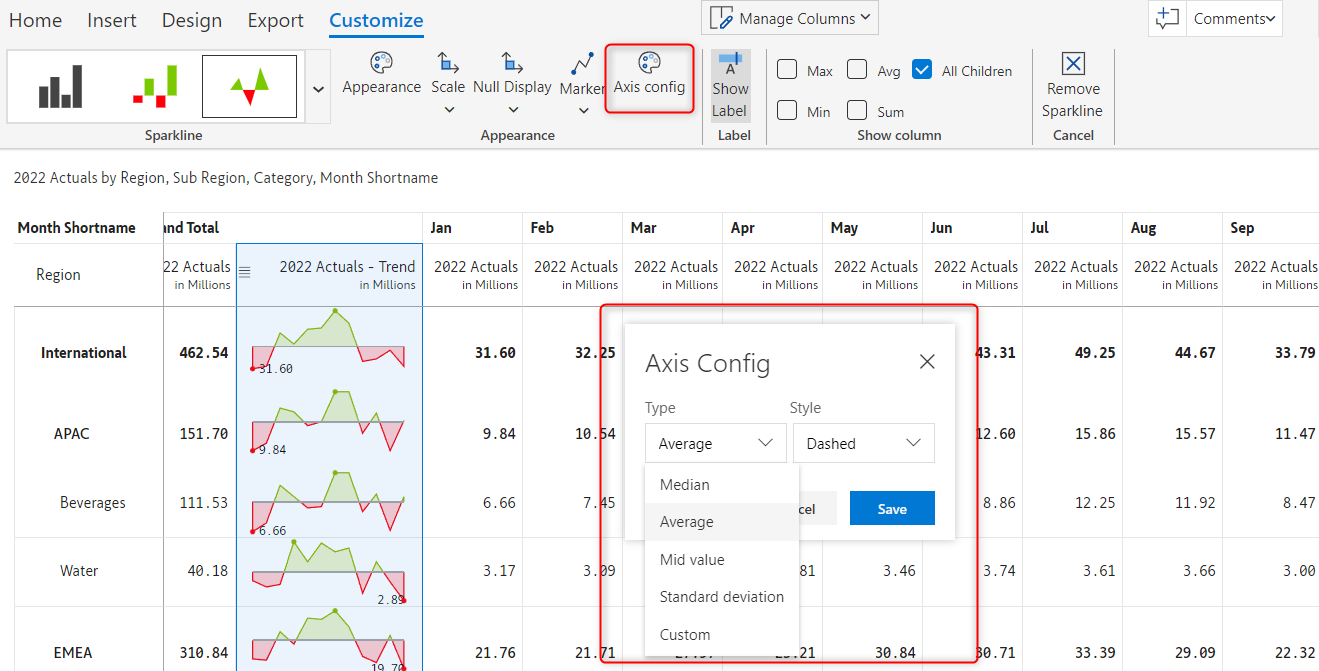 Home Insert Design Export Customize Manage Columns Comments
Appearance Scale Null Display Marker Axis config Show Label Max Avg All Children Remove Sparkline
Min Sum
Sparkline Appearance Label Show column Cancel
2022 Actuals by Region, Sub Region, Category, Month Shortname
Month Shortname nd Total Jan Feb Mar Apr May Jun Jul Aug Sep
Region 22 Actuals 2022 Actuals - Trend 2022 Actuals 2022 Actuals 2022 Actuals 2022 Actuals 2022 Actuals 2022 Actuals 2022 Actuals 2022 Actuals 2022 Actuals
in Millions in Millions in Millions in Millions in Millions in Millions in Millions in Millions in Millions in Millions in Millions
International 462.54 31.60 31.60 32.25 43.31 49.25 44.67 33.79
Axis Config
Type Style
APAC 151.70 9.84 9.84 10.54 12.60 15.86 15.57 11.47
Average Dashed
Median
Beverages 111.53 6.66 6.66 7.45 8.86 12.25 11.92 8.47
cel Save
Average
Mid value
Water 40.18 2.89 3.17 3.09 81 3.46 3.74 3.61 3.66 3.00
Standard deviation
Custom
EMEA 310.84 19.70 21.76 21.71 21 30.84 30.71 33.39 29.09 22.32